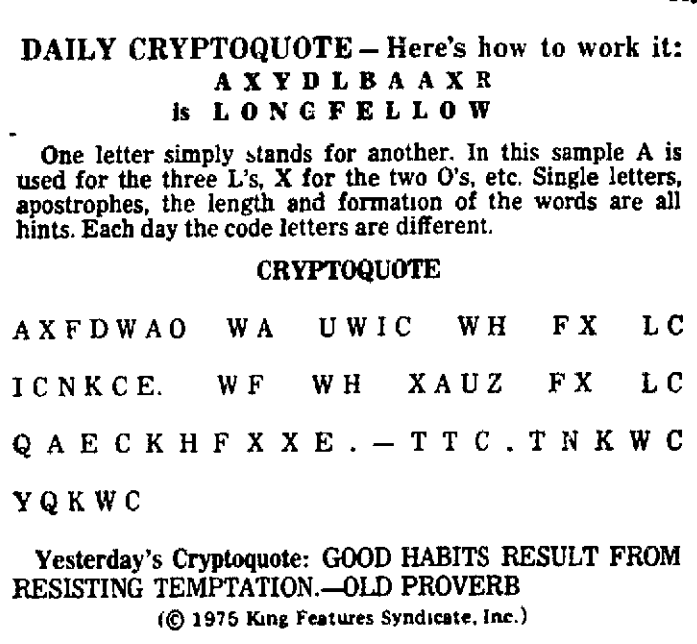 DAILY CRYPTOQUOTE – Here's how to work it:
A X Y D L B A A X R
is L O N G F E L L O W
One letter simply stands for another. In this sample A is
used for the three L's, X for the two O's, etc. Single letters,
apostrophes, the length and formation of the words are all
hints. Each day the code letters are different.
CRYPTOQUOTE
A X F D W A O W A U W I C W H F X L C
I C N K C E. W F W H X A U Z F X L C
Q A E C K H F X X E . – T T C . T N K W C
Y Q K W C
Yesterday's Cryptoquote: GOOD HABITS RESULT FROM
RESISTING TEMPTATION.—OLD PROVERB
(© 1975 King Features Syndicate, Inc.)